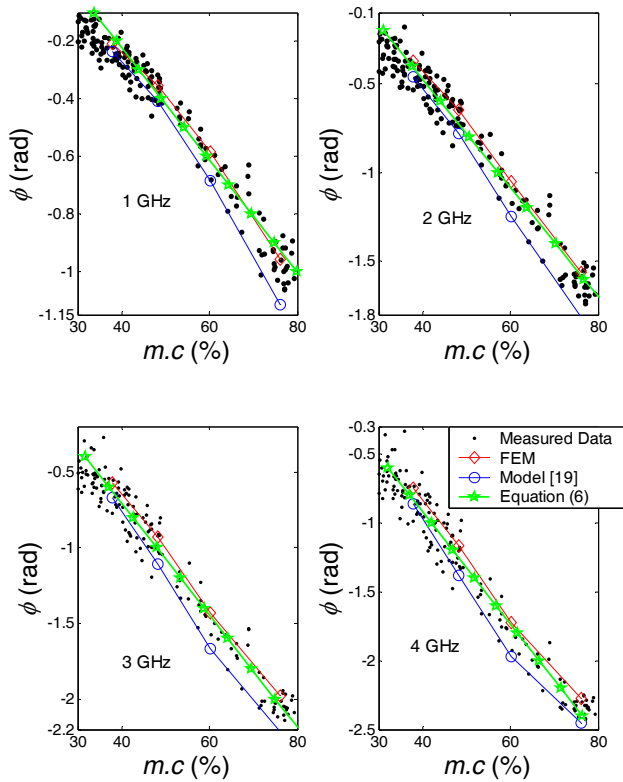 -0.2
-0.4
-0.6
-0.8
-1
-1.15
ϕ (rad)
1 GHz
30 40 60 80
m.c (%)
-0.1
-0.5
-1
-1.5
-1.8
ϕ (rad)
2 GHz
30 40 60 80
m.c (%)
-0.2
-0.5
-1
-1.5
-2
-2.2
ϕ (rad)
3 GHz
30 40 60 80
m.c (%)
-0.3
-0.5
-1
-1.5
-2
-2.5
ϕ (rad)
Measured Data
FEM
Model [19]
Equation (6)
4 GHz
30 40 60 80
m.c (%)